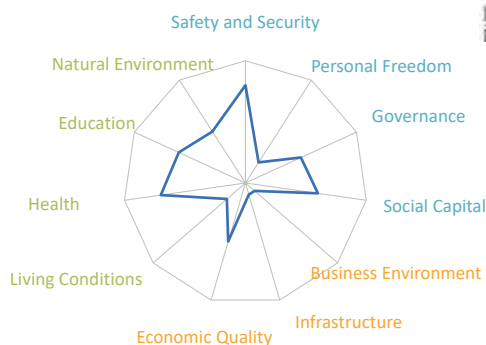 Safety and Security
Natural Environment
Personal Freedom
Education
Governance
Health
Social Capital
Living Conditions
Business Environment
Economic Quality
Infrastructure